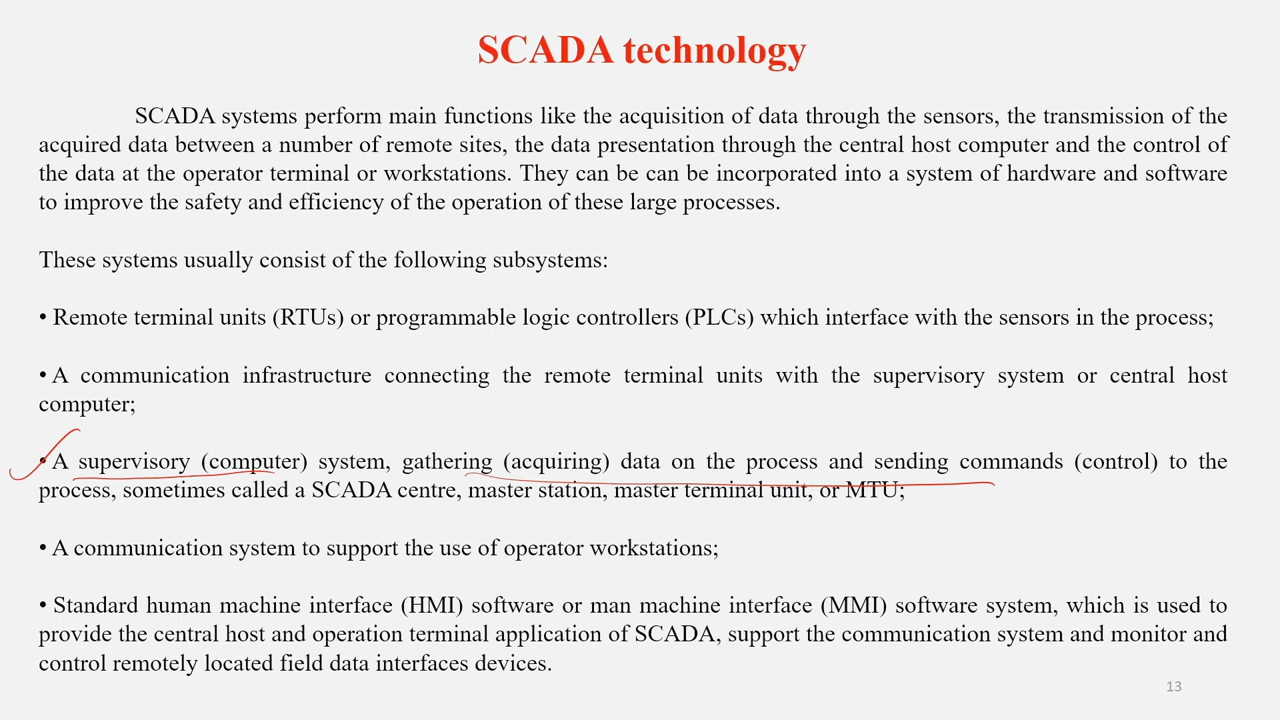 SCADA technology
SCADA systems perform main functions like the acquisition of data through the sensors, the transmission of the
acquired data between a number of remote sites, the data presentation through the central host computer and the control of
the data at the operator terminal or workstations. They can be can be incorporated into a system of hardware and software
to improve the safety and efficiency of the operation of these large processes.
These systems usually consist of the following subsystems:
• Remote terminal units (RTUs) or programmable logic controllers (PLCs) which interface with the sensors in the process;
• A communication infrastructure connecting the remote terminal units with the supervisory system or central host
computer;
• A supervisory (computer) system, gathering (acquiring) data on the process and sending commands (control) to the
process, sometimes called a SCADA centre, master station, master terminal unit, or MTU;
• A communication system to support the use of operator workstations;
• Standard human machine interface (HMI) software or man machine interface (MMI) software system, which is used to
provide the central host and operation terminal application of SCADA, support the communication system and monitor and
control remotely located field data interfaces devices.
13